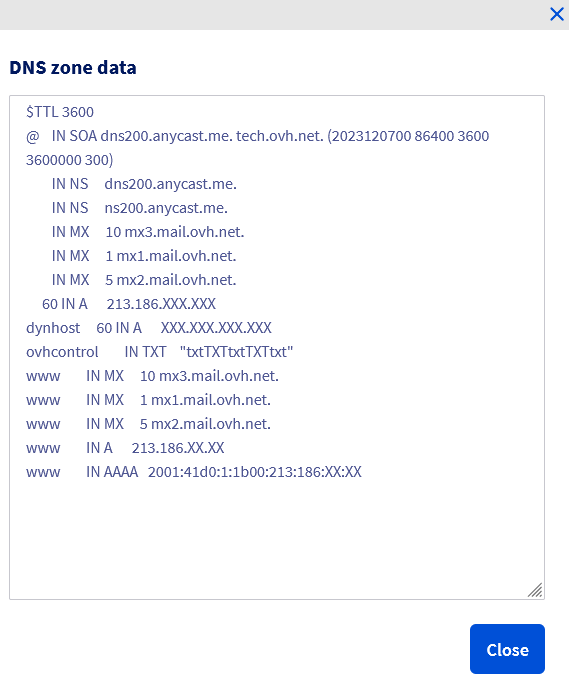 DNS zone data
$TTL 3600
@ IN SOA dns200.anycast.me. tech.ovh.net. (2023120700 86400 3600
3600000 300)
IN NS dns200.anycast.me.
IN NS ns200.anycast.me.
IN MX 10 mx3.mail.ovh.net.
IN MX 1 mx1.mail.ovh.net.
IN MX 5 mx2.mail.ovh.net.
60 IN A 213.186.XXX.XXX
dynhost 60 IN A XXX.XXX.XXX.XXX
ovhcontrol IN TXT "txtTXTtxtTXTtxt"
www IN MX 10 mx3.mail.ovh.net.
www IN MX 1 mx1.mail.ovh.net.
www IN MX 5 mx2.mail.ovh.net.
www IN A 213.186.XX.XX
www IN AAAA 2001:41d0:1:1b00:213:186:XX:XX
Close